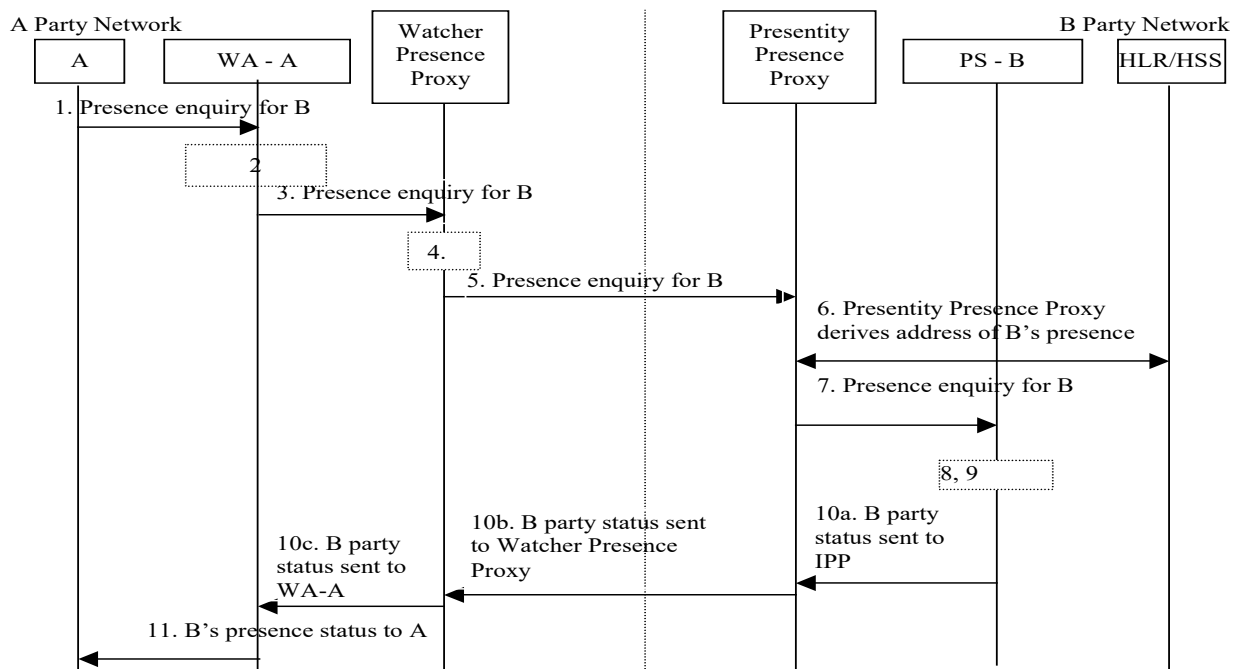 A Party Network
B Party Network
A
WA - A
Watcher
Presence
Proxy
Presentity
Presence
Proxy
PS - B
HLR/HSS
1. Presence enquiry for B
2
3. Presence enquiry for B
4.
5. Presence enquiry for B
6. Presentity Presence Proxy
derives address of B’s presence
7. Presence enquiry for B
8, 9
10a. B party
status sent to
IPP
10b. B party status sent
to Watcher Presence
Proxy
10c. B party
status sent to
WA-A
11. B’s presence status to A